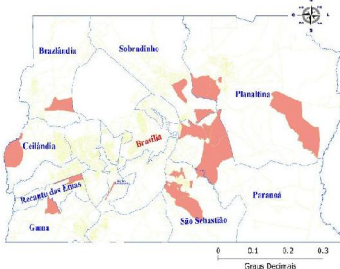 Brazlândia
Sobradinho
Planaltina
Ceilândia
Brasília
Recanto das Emas
Paranoá
São Sebastião
Gama
0 0.1 0.2 0.3
Graus Decimais